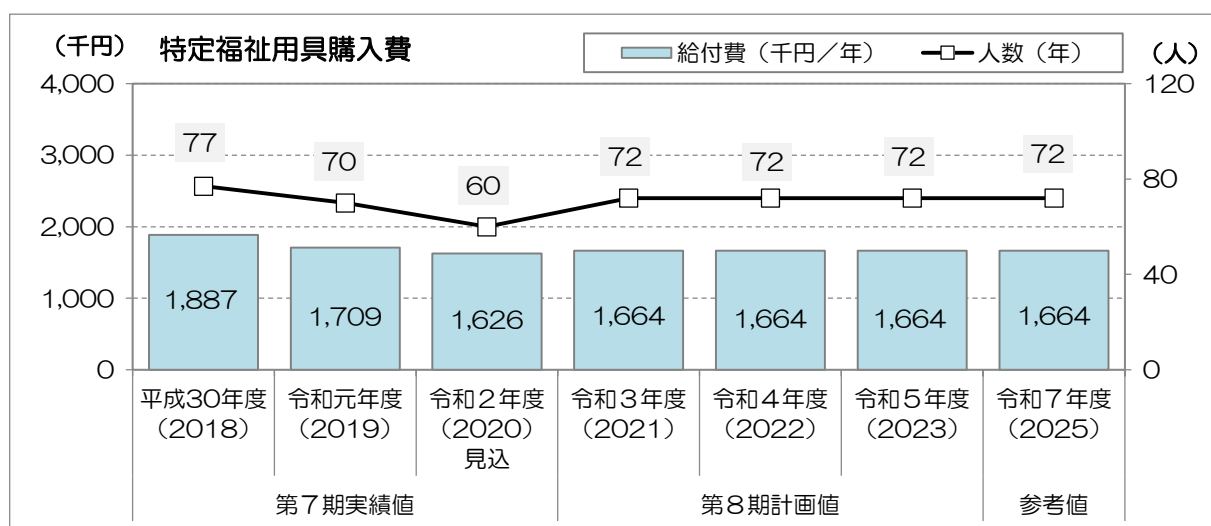 （千円） 特定福祉用具購入費 給付費（千円／年） 人数（年） （人）
4,000 120
77 70 60 72 72 72 72
3,000
80
2,000
1,887 1,709 1,626 1,664 1,664 1,664 1,664
40
1,000
0 0
平成30年度 令和元年度 令和２年度 令和３年度 令和４年度 令和５年度 令和７年度
（2018） （2019） （2020） （2021） （2022） （2023） （2025）
見込
第７期実績値 第８期計画値 参考値